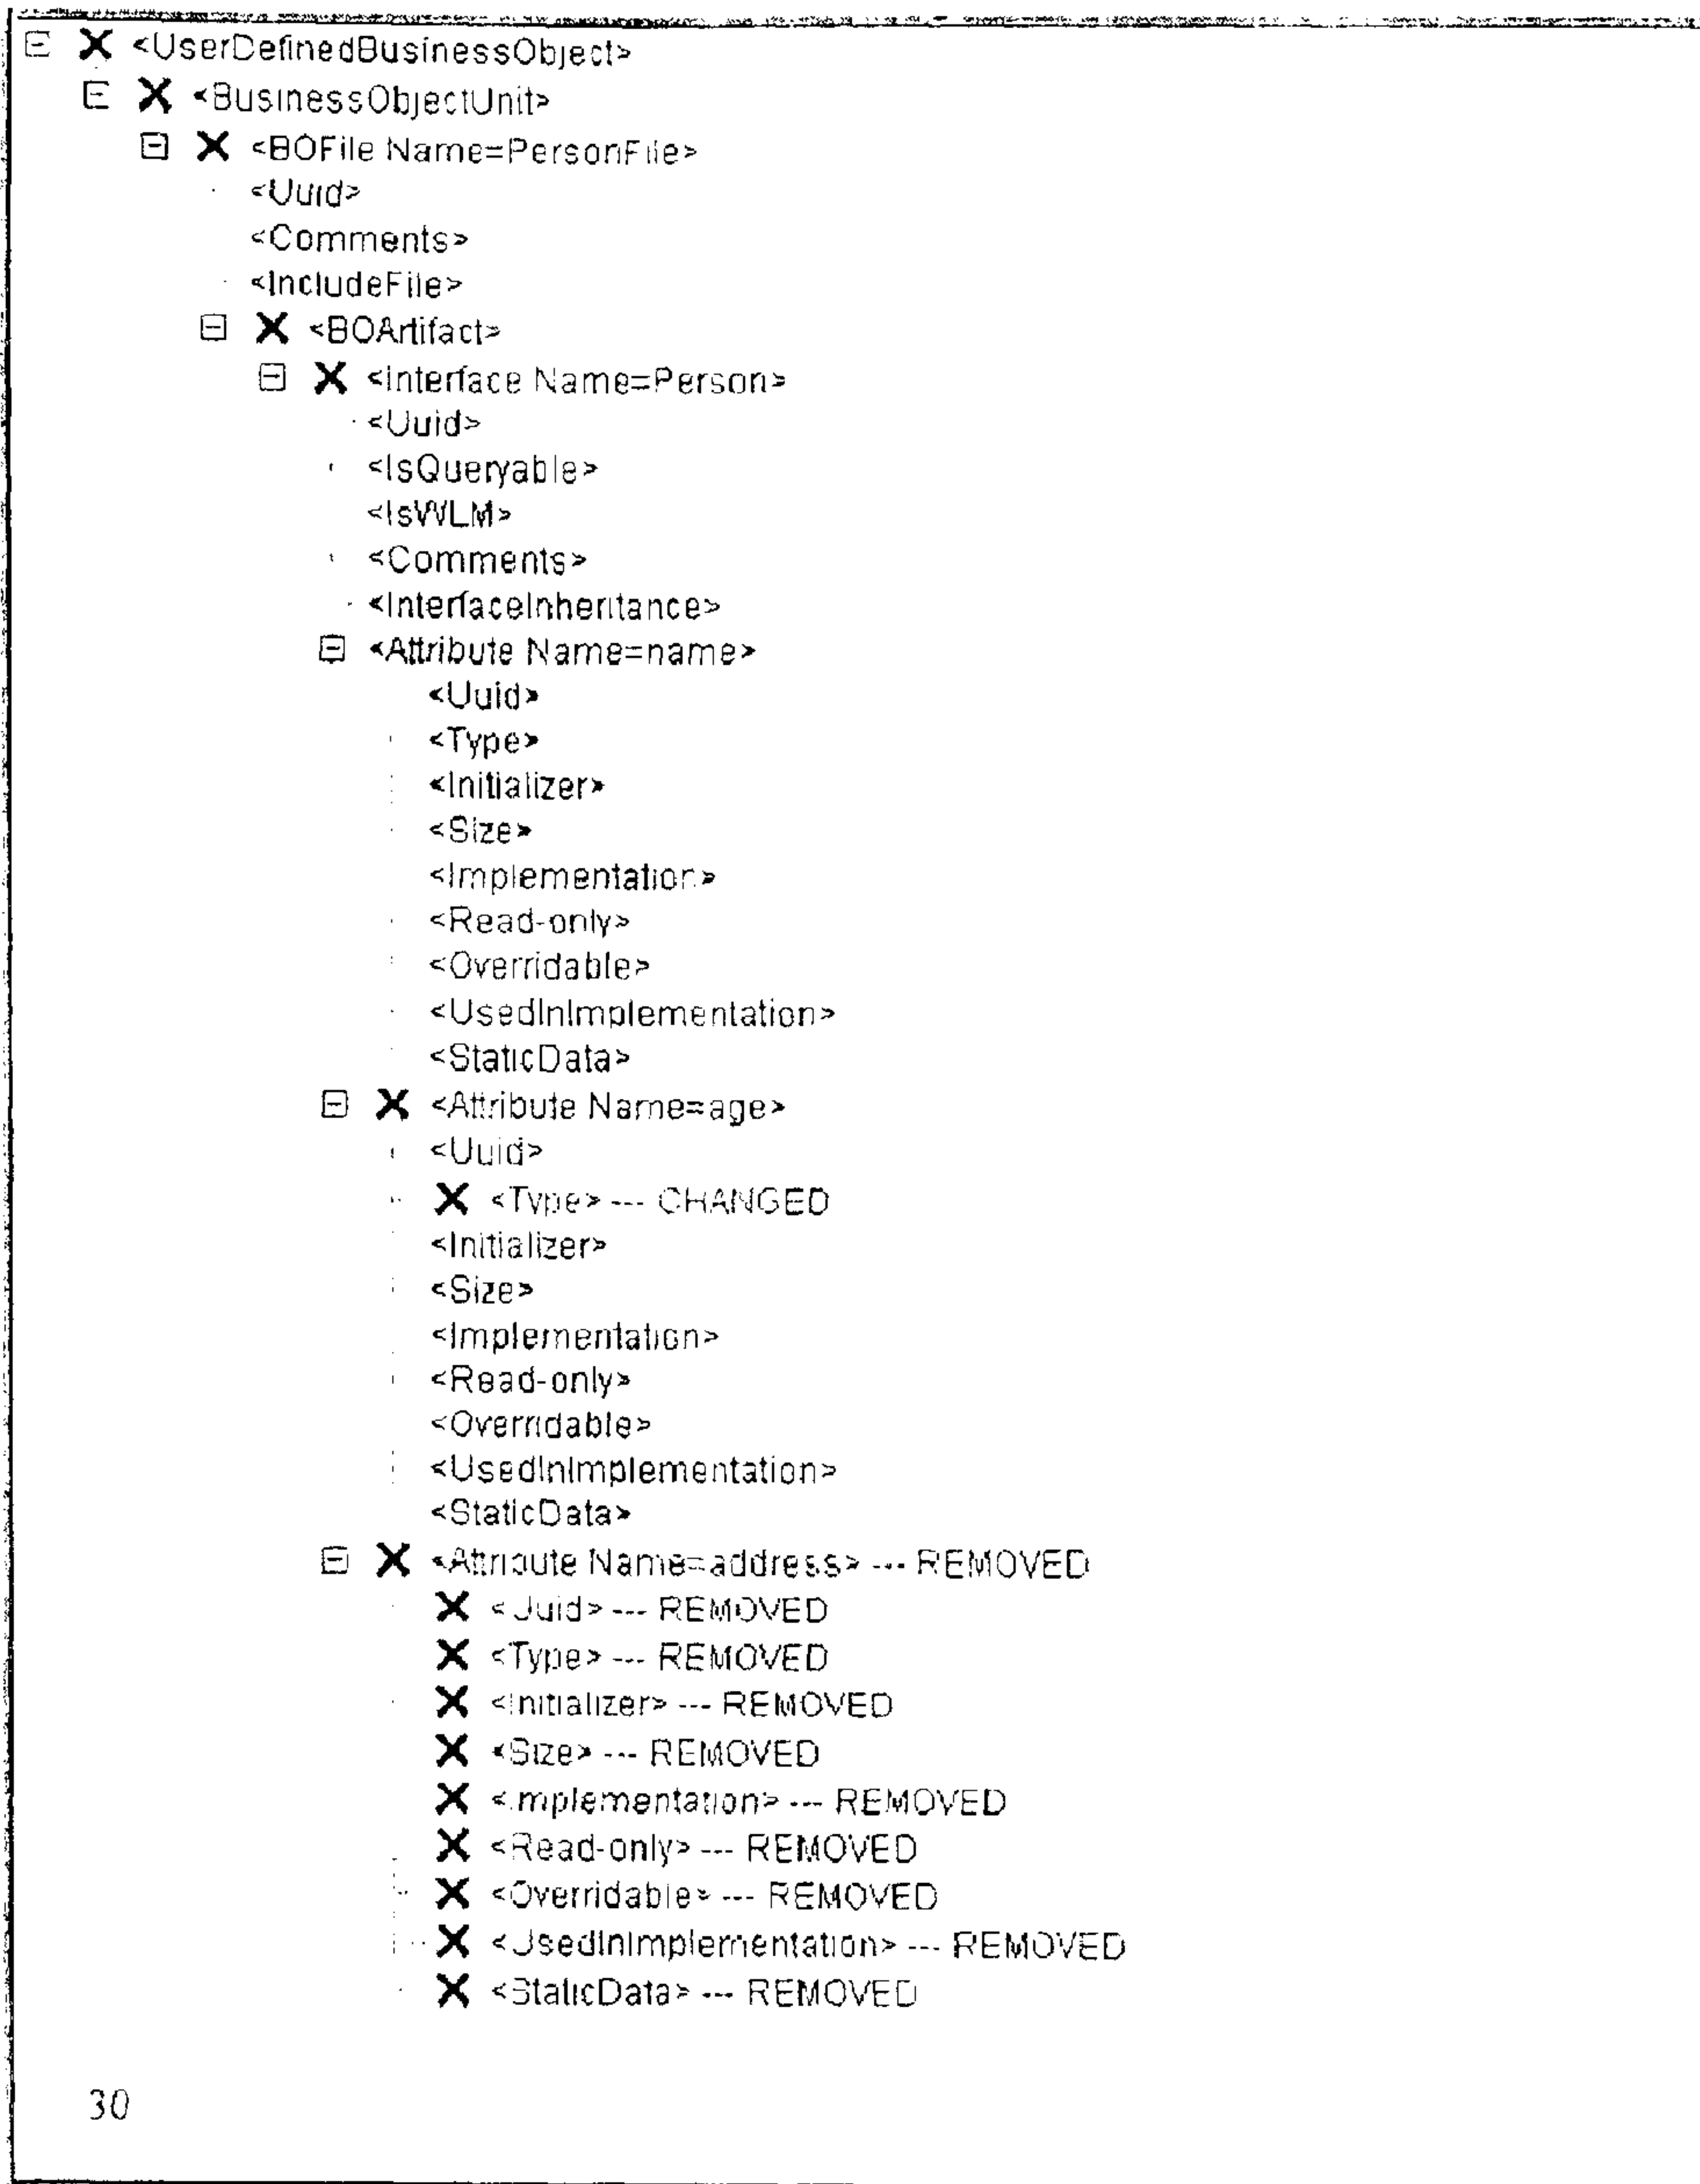 <UserDefinedBusinessObject>
<BusinessObjectUnit>
<BOFile Name=PersonFile>
<Uuid>
<Comments>
<IncludeFile>
<BOArtifact>
<Interface Name=Person>
<Uuid>
<IsQueryable>
<IsWLM>
<Comments>
<InterfaceInheritance>
<Attribute Name=name>
<Uuid>
<Type>
<Initializer>
<Size>
<Implementation>
<Read-only>
<Overridable>
<UsedInImplementation>
<StaticData>
<Attribute Name=age>
<Uuid>
<Type> --- CHANGED
<Initializer>
<Size>
<Implementation>
<Read-only>
<Overridable>
<UsedInImplementation>
<StaticData>
<Attribute Name=address> --- REMOVED
<Uuid> --- REMOVED
<Type> --- REMOVED
<Initializer> --- REMOVED
<Size> --- REMOVED
<Implementation> --- REMOVED
<Read-only> --- REMOVED
<Overridable> --- REMOVED
<UsedInImplementation> --- REMOVED
<StaticData> --- REMOVED
30